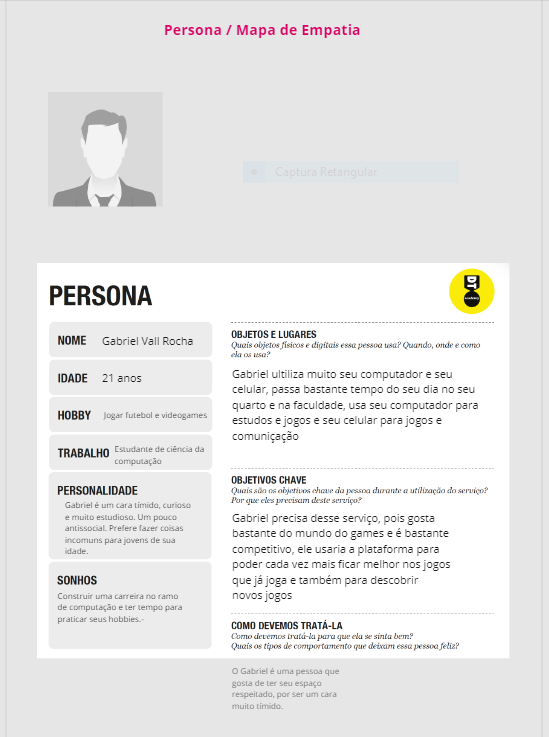 Persona / Mapa de Empatia
Captura Retangular
PERSONA
NOME Gabriel Vall Rocha
IDADE 21 anos
HOBBY Jogar futebol e videogames
TRABALHO Estudante de ciência da
computação
PERSONALIDADE
Gabriel é um cara tímido, curioso
e muito estudioso. Um pouco
antissocial. Prefere fazer coisas
incomuns para jovens de sua
idade.
SONHOS
Construir uma carreira no ramo
de computação e ter tempo para
praticar seus hobbies.-
OBJETOS E LUGARES
Quais objetos físicos e digitais essa pessoa usa? Quando, onde e como
ela os usa?
Gabriel ultiliza muito seu computador e seu
celular, passa bastante tempo do seu dia no seu
quarto e na faculdade, usa seu computador para
estudos e jogos e seu celular para jogos e
comuniçação
OBJETIVOS CHAVE
Quais são os objetivos chave da pessoa durante a utilização do serviço?
Por que eles precisam deste serviço?
Gabriel precisa desse serviço, pois gosta
bastante do mundo do games e é bastante
competitivo, ele usaria a plataforma para
poder cada vez mais ficar melhor nos jogos
que já joga e também para descobrir
novos jogos
COMO DEVEMOS TRATÁ-LA
Como devemos tratá-la para que ela se sinta bem?
Quais os tipos de comportamento que deixam essa pessoa feliz?
O Gabriel é uma pessoa que
gosta de ter seu espaço
respeitado, por ser um cara
muito tímido.